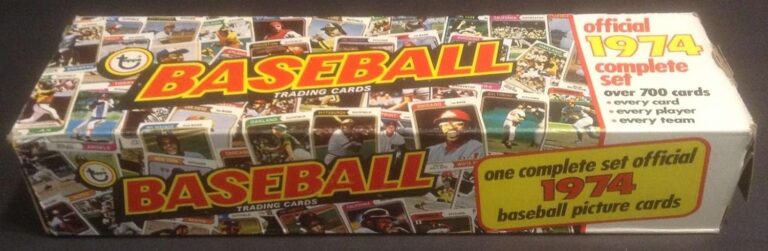 BASEBALL
TRADING CARDS
official
1974
complete
set
over 700 cards
• every card
• every player
• every team
BASEBALL
TRADING CARDS
one complete set official
1974
baseball picture cards